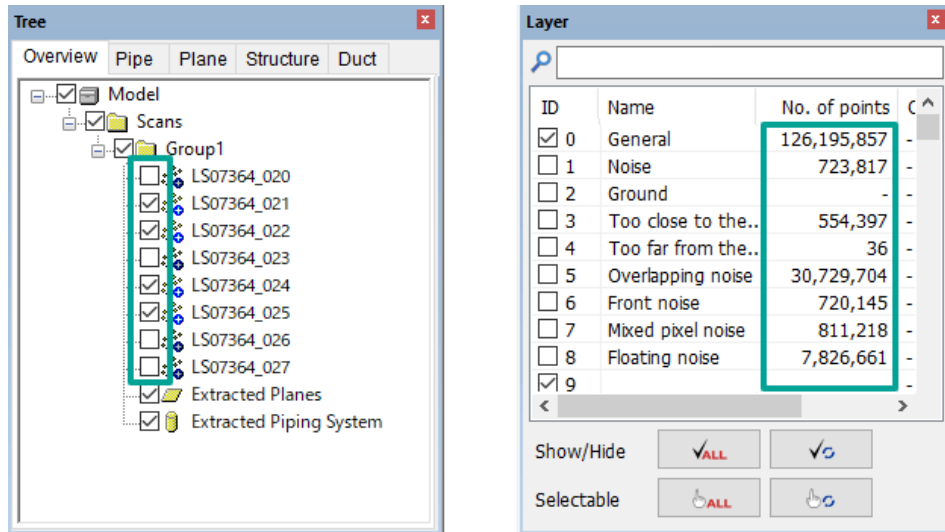 Tree
Overview Pipe Plane Structure Duct
Model
Scans
Group1
LS07364_020
LS07364_021
LS07364_022
LS07364_023
LS07364_024
LS07364_025
LS07364_026
LS07364_027
Extracted Planes
Extracted Piping System
Layer
ID Name No. of points
0 General 126,195,857 -
1 Noise 723,817 -
2 Ground - -
3 Too close to the.. 554,397 -
4 Too far from the.. 36 -
5 Overlapping noise 30,729,704 -
6 Front noise 720,145 -
7 Mixed pixel noise 811,218 -
8 Floating noise 7,826,661 -
9 -
Show/Hide ALL
Selectable ALL